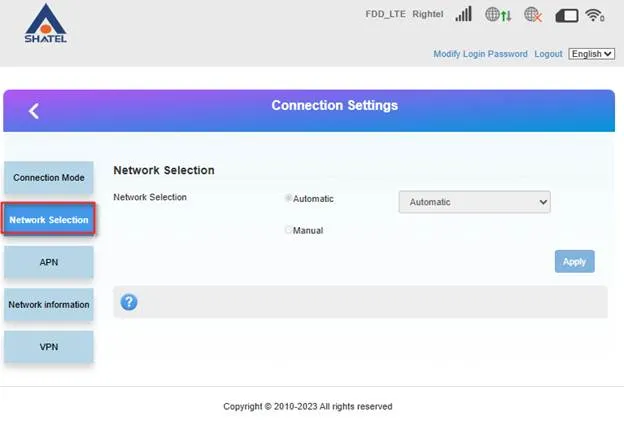 SHATEL
FDD_LTE Rightel
0
Modify Login Password Logout English
Connection Settings
Connection Mode
Network Selection
APN
Network information
VPN
Network Selection
Network Selection
Automatic
Automatic
Manual
Apply
?
Copyright © 2010-2023 All rights reserved